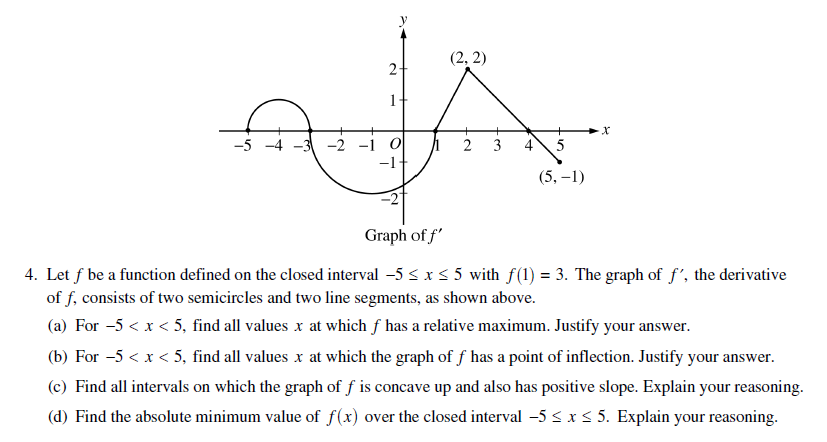 y
(2, 2)
2
1
x
-5 -4 -3 -2 -1 O 1 2 3 4 5
-1
(5, -1)
-2
Graph of f′
4. Let f be a function defined on the closed interval -5 ≤ x ≤ 5 with f(1) = 3. The graph of f′, the derivative
of f, consists of two semicircles and two line segments, as shown above.
(a) For -5 < x < 5, find all values x at which f has a relative maximum. Justify your answer.
(b) For -5 < x < 5, find all values x at which the graph of f has a point of inflection. Justify your answer.
(c) Find all intervals on which the graph of f is concave up and also has positive slope. Explain your reasoning.
(d) Find the absolute minimum value of f(x) over the closed interval -5 ≤ x ≤ 5. Explain your reasoning.